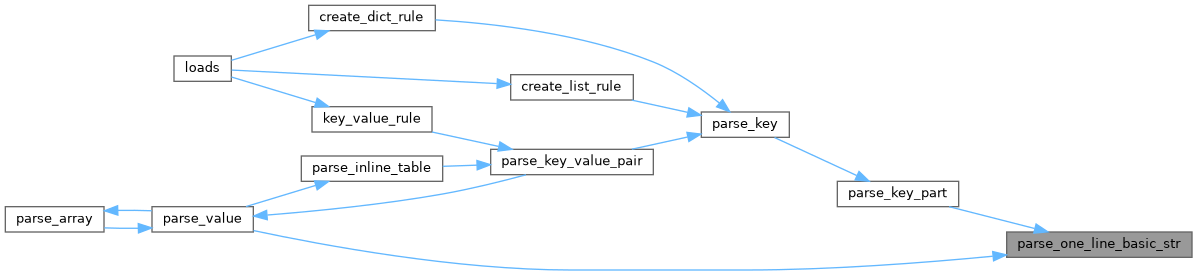 create_dict_rule
loads
create_list_rule
key_value_rule
parse_key
parse_key_value_pair
parse_inline_table
parse_key_part
parse_array
parse_value
parse_one_line_basic_str